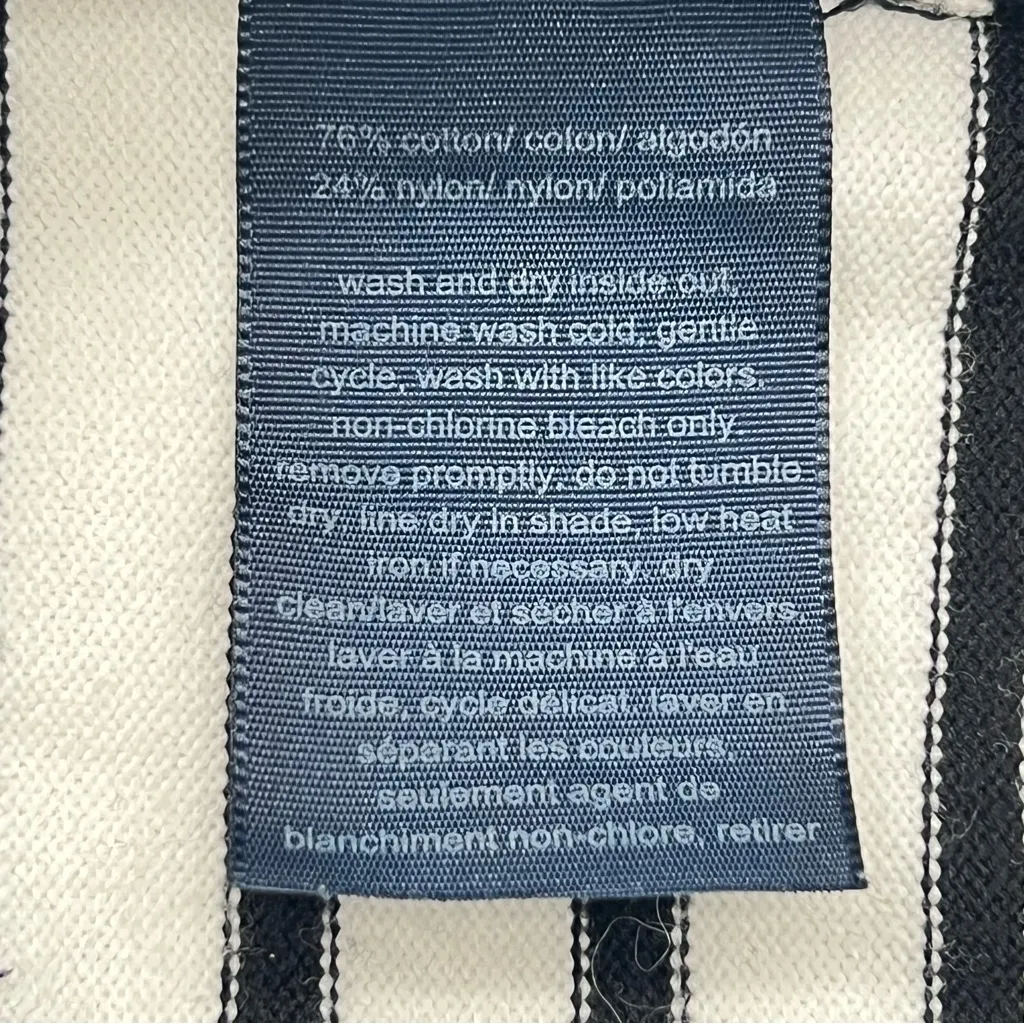 76% cotton/ coton/ algodón
24% nylon/ nylon/ poliamida
wash and dry inside out,
machine wash cold, gentle
cycle, wash with like colors,
non-chlorine bleach only
remove promptly, do not tumble
dry, line dry in shade, low heat
iron if necessary, dry
clean/laver et sécher à l'envers
laver à la machine à l'eau
froide, cycle délicat, laver en
séparant les couleurs,
seulement agent de
blanchiment non-chlore, retirer